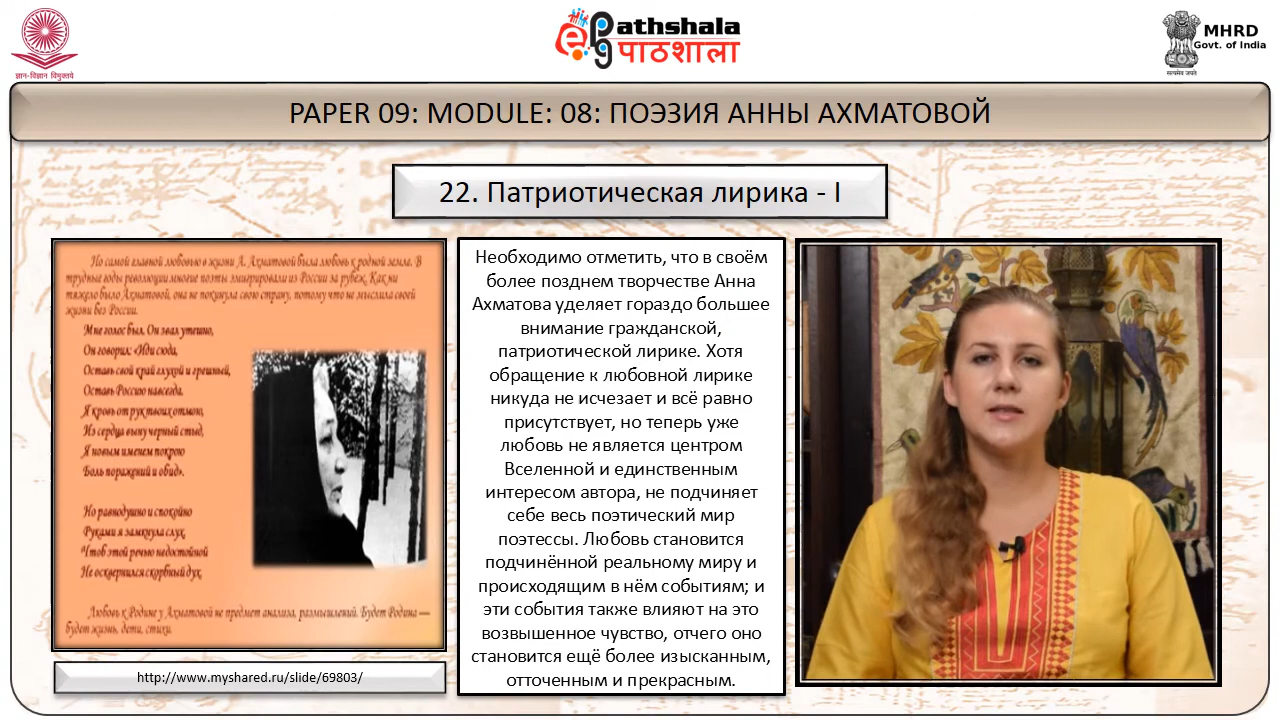 ज्ञान-विज्ञान विमुक्तये
ePathshala
पाठशाला
MHRD
Govt. of India
सत्यमेव जयते
PAPER 09: MODULE: 08: ПОЭЗИЯ АННЫ АХМАТОВОЙ
22. Патриотическая лирика - I
Но самой главной любовью в жизни А. Ахматовой была любовь к родной земле. В
трудные годы революции многие поэты эмигрировали из России за рубеж. Как ни
тяжело было Ахматовой, она не покинула свою страну, потому что не мыслила своей
жизни без России.
Мне голос был. Он звал утешно,
Он говорил: «Иди сюда,
Оставь свой край глухой и грешный,
Оставь Россию навсегда.
Я кровь от рук твоих отмою,
Из сердца выну черный стыд,
Я новым именем покрою
Боль поражений и обид».
Но равнодушно и спокойно
Руками я замкнула слух,
Чтоб этой речью недостойной
Не осквернился скорбный дух.
Любовь к Родине у Ахматовой не предмет анализа, размышлений. Будет Родина —
будет жизнь, дети, стихи.
http://www.myshared.ru/slide/69803/
Необходимо отметить, что в своём
более позднем творчестве Анна
Ахматова уделяет гораздо большее
внимание гражданской,
патриотической лирике. Хотя
обращение к любовной лирике
никуда не исчезает и всё равно
присутствует, но теперь уже
любовь не является центром
Вселенной и единственным
интересом автора, не подчиняет
себе весь поэтический мир
поэтессы. Любовь становится
подчинённой реальному миру и
происходящим в нём событиям; и
эти события также влияют на это
возвышенное чувство, отчего оно
становится ещё более изысканным,
отточенным и прекрасным.